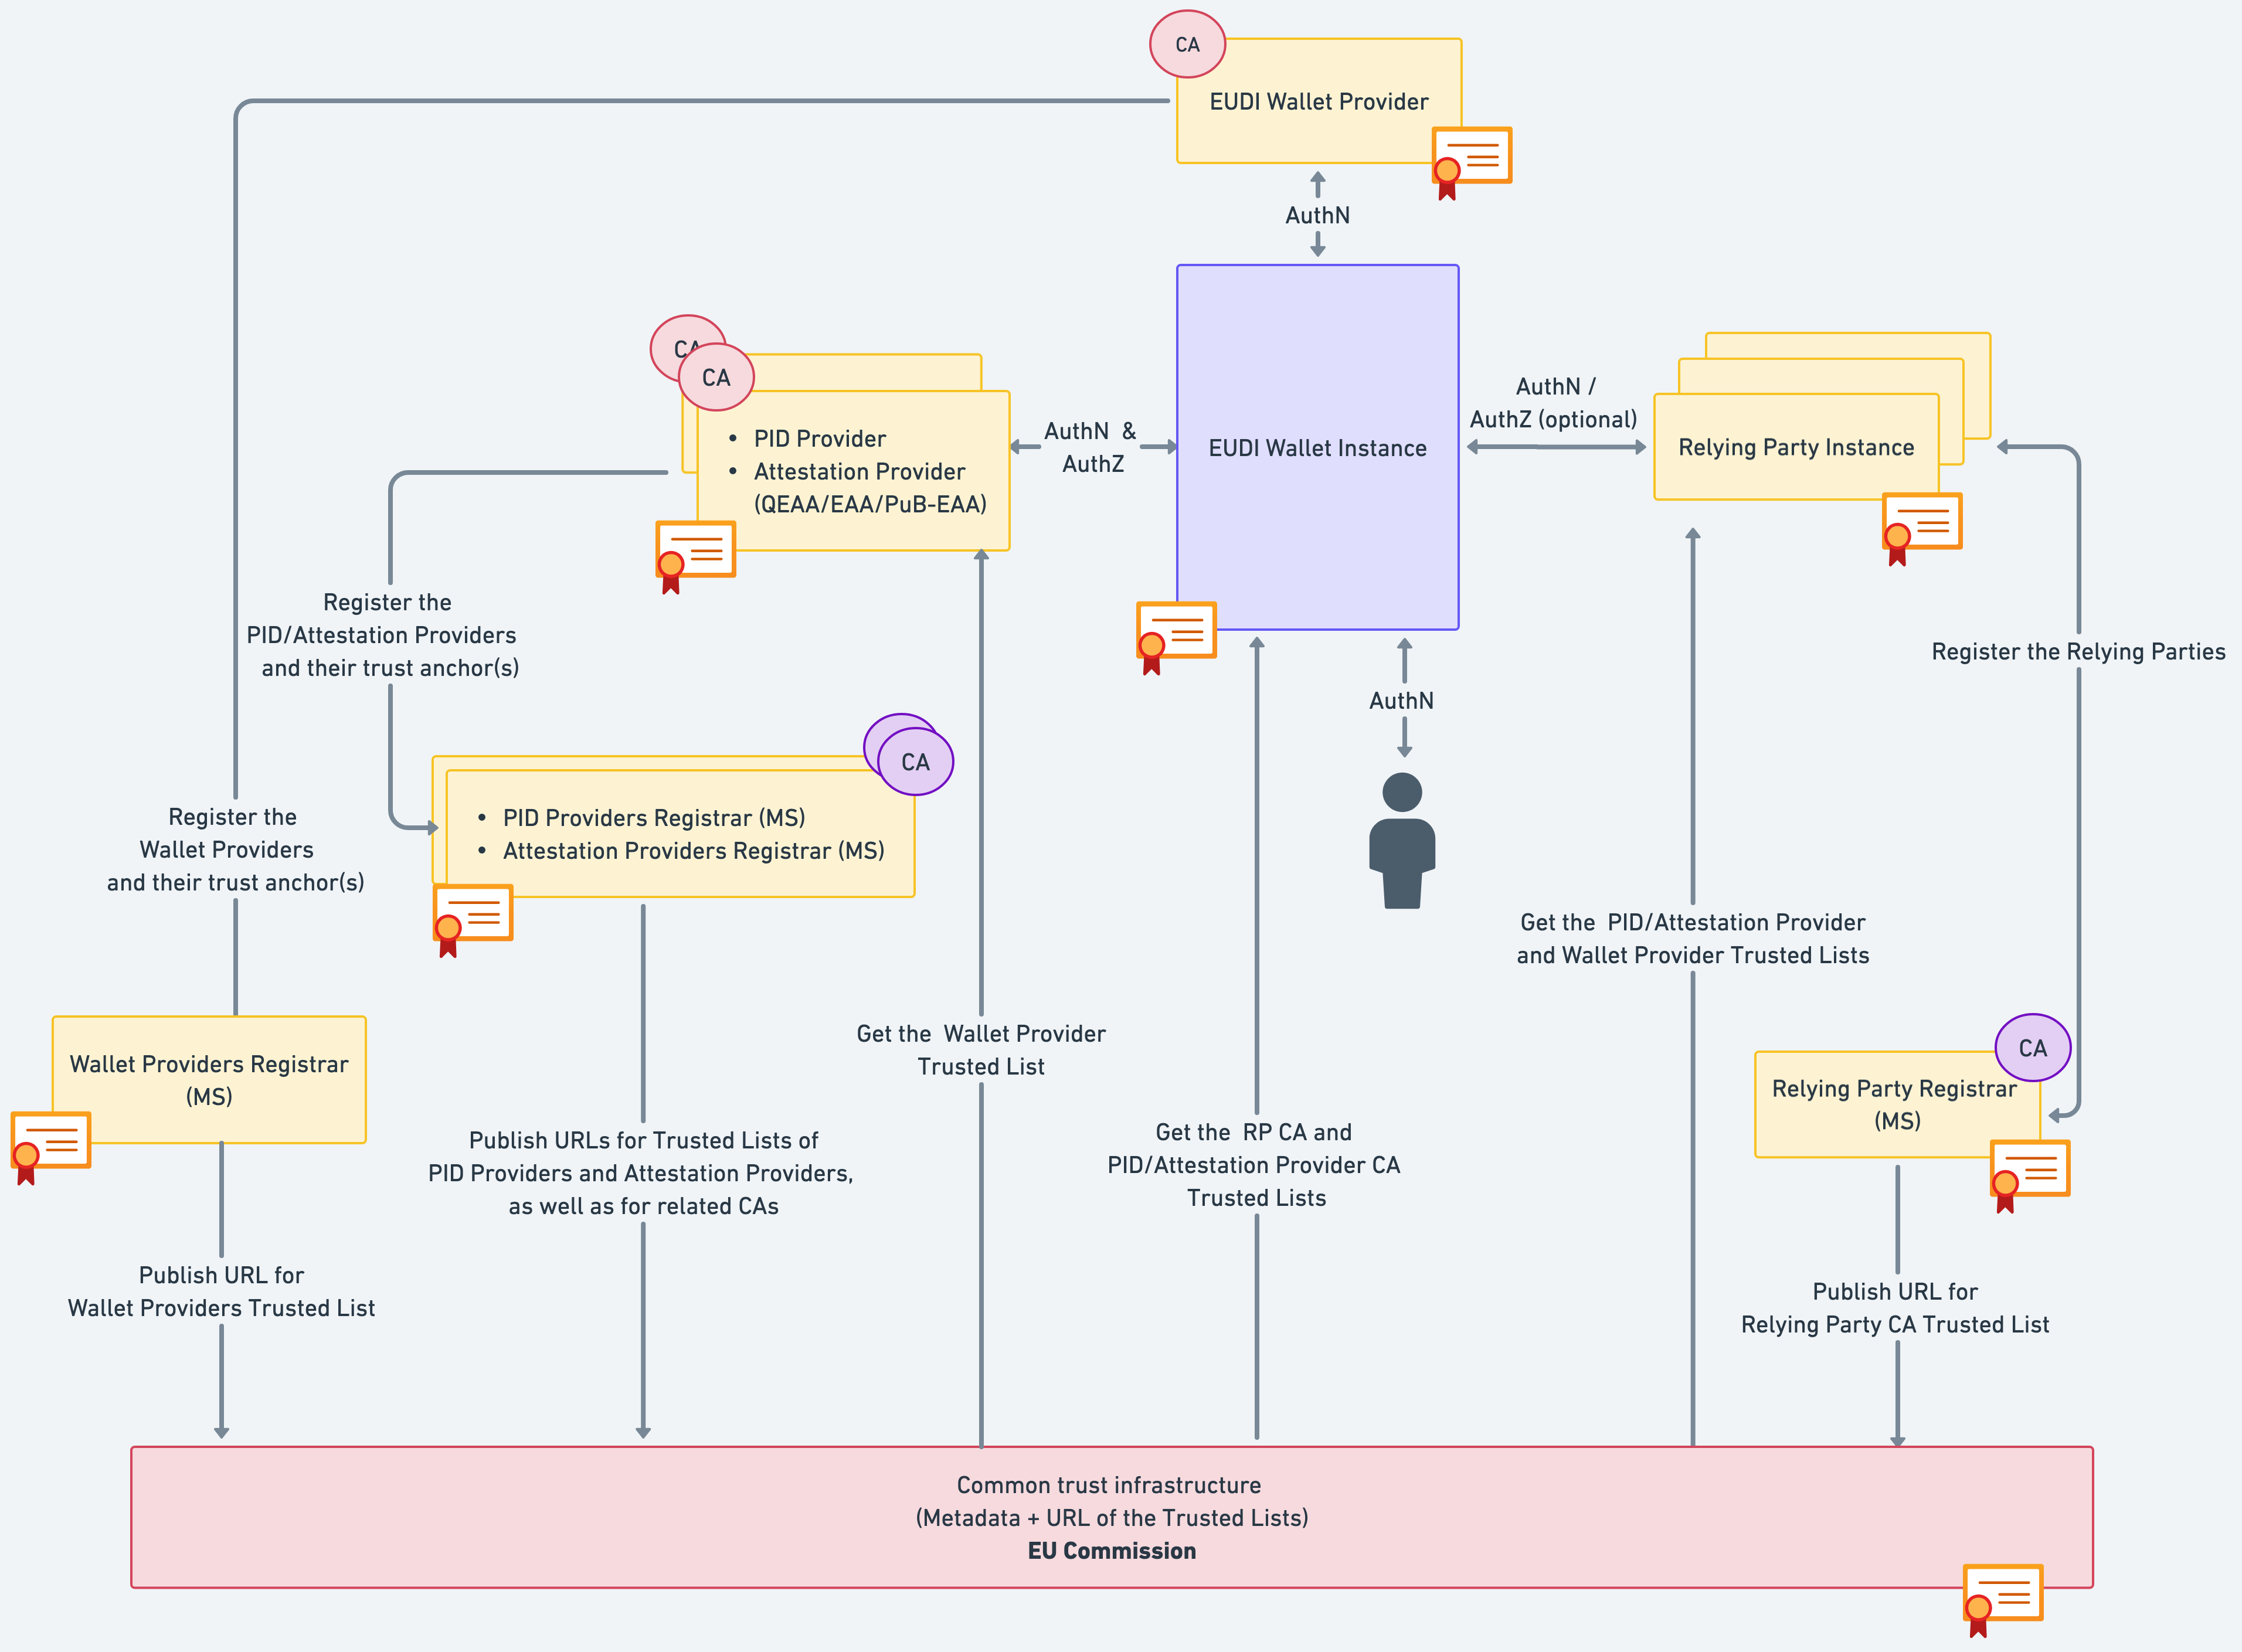 CA
EUDI Wallet Provider
AuthN
CA
CA
• PID Provider
• Attestation Provider
(QEAA/EAA/PuB-EAA)
AuthN &
AuthZ
EUDI Wallet Instance
AuthN /
AuthZ (optional)
Relying Party Instance
Register the
PID/Attestation Providers
and their trust anchor(s)
Register the Relying Parties
AuthN
CA
• PID Providers Registrar (MS)
• Attestation Providers Registrar (MS)
Register the
Wallet Providers
and their trust anchor(s)
Get the PID/Attestation Provider
and Wallet Provider Trusted Lists
Get the Wallet Provider
Trusted List
Wallet Providers Registrar
(MS)
CA
Relying Party Registrar
(MS)
Publish URLs for Trusted Lists of
PID Providers and Attestation Providers,
as well as for related CAs
Get the RP CA and
PID/Attestation Provider CA
Trusted Lists
Publish URL for
Wallet Providers Trusted List
Publish URL for
Relying Party CA Trusted List
Common trust infrastructure
(Metadata + URL of the Trusted Lists)
EU Commission